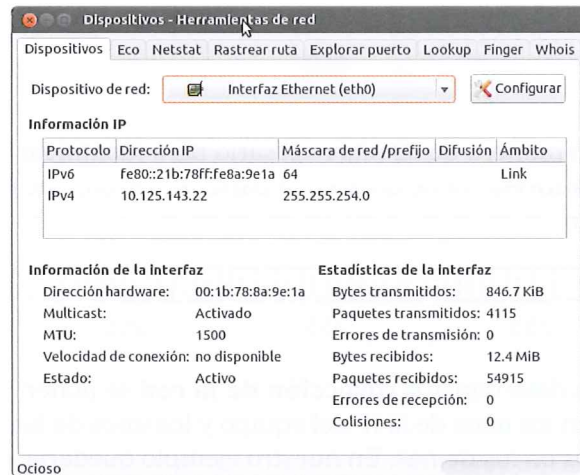 Dispositivos - Herramientas de red
Dispositivos Eco Netstat Rastrear ruta Explorar puerto Lookup Finger Whois
Dispositivo de red: Interfaz Ethernet (eth0) Configurar
Información IP
Protocolo Dirección IP Máscara de red /prefijo Difusión Ámbito
IPv6 fe80::21b:78ff:fe8a:9e1a 64 Link
IPv4 10.125.143.22 255.255.254.0
Información de la interfaz
Dirección hardware: 00:1b:78:8a:9e:1a
Multicast: Activado
MTU: 1500
Velocidad de conexión: no disponible
Estado: Activo
Estadísticas de la interfaz
Bytes transmitidos: 846.7 KiB
Paquetes transmitidos: 4115
Errores de transmisión: 0
Bytes recibidos: 12.4 MiB
Paquetes recibidos: 54915
Errores de recepción: 0
Colisiones: 0
Ocioso